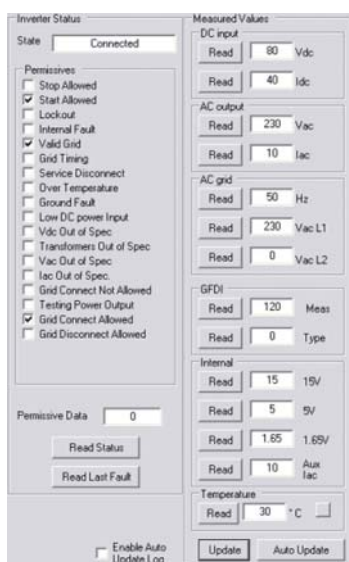 Inverter Status
State Connected
Permissives
Stop Allowed
Start Allowed
Lockout
Internal Fault
Valid Grid
Grid Timing
Service Disconnect
Over Temperature
Ground Fault
Low DC power Input
Vdc Out of Spec
Transformers Out of Spec
Vac Out of Spec
Iac Out of Spec.
Grid Connect Not Allowed
Testing Power Output
Grid Connect Allowed
Grid Disconnect Allowed
Permissive Data 0
Read Status
Read Last Fault
Enable Auto
Update Log
Measured Values
DC input
Read 80 Vdc
Read 40 Idc
AC output
Read 230 Vac
Read 10 Iac
AC grid
Read 50 Hz
Read 230 Vac L1
Read 0 Vac L2
GFDI
Read 120 Meas
Read 0 Type
Internal
Read 15 15V
Read 5 5V
Read 1.65 1.65V
Read 10 Aux Iac
Temperature
Read 30 ° C
Update Auto Update